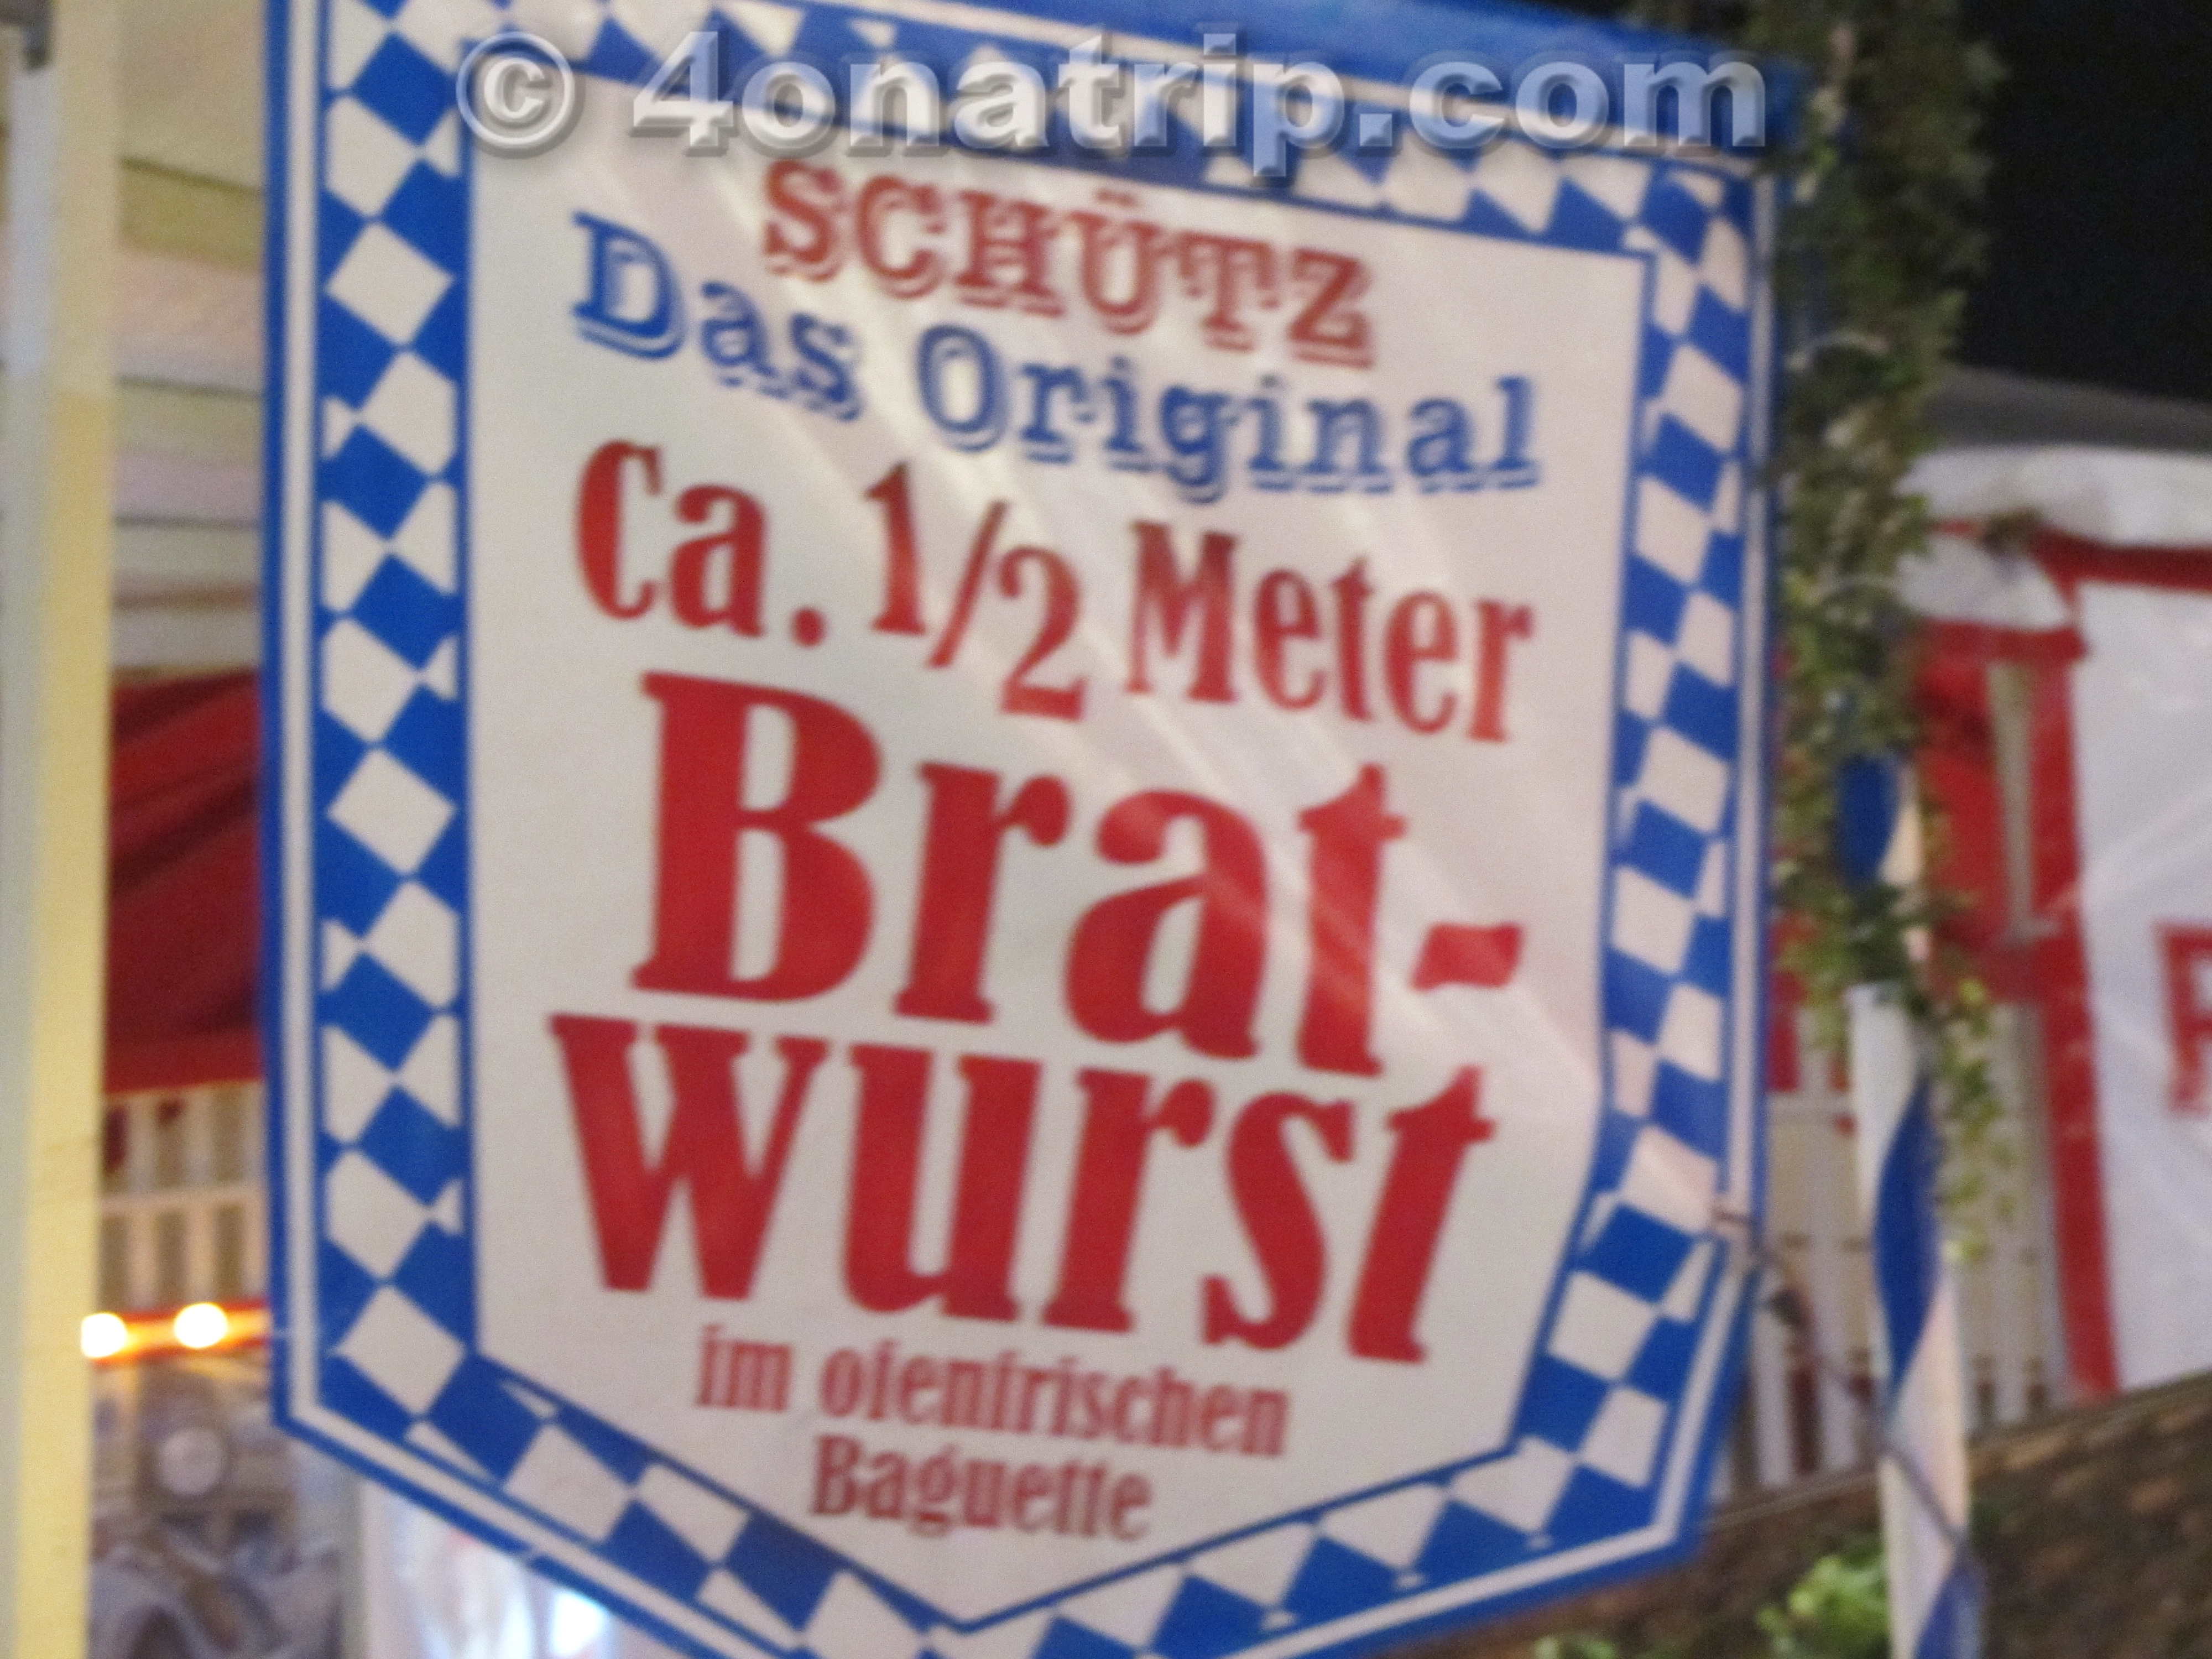 © 4onatrip.com
SCHÜTZ
Das Original
Ca. 1/2 Meter
Brat-
Wurst
im ofenfrischen
Baguette